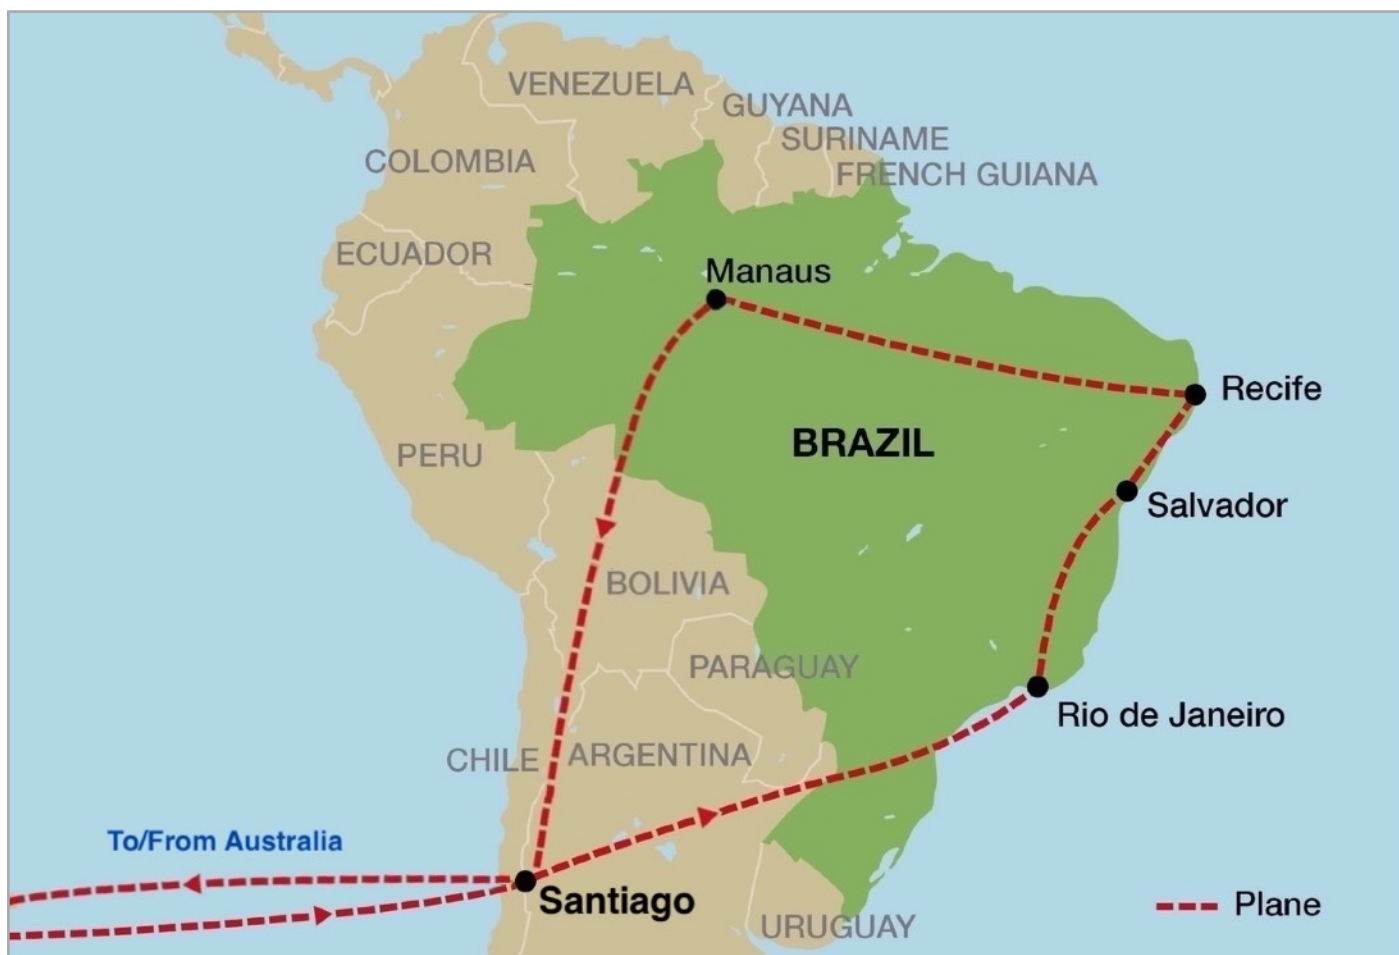 VENEZUELA
GUYANA
SURINAME
COLOMBIA
FRENCH GUIANA
ECUADOR
Manaus
Recife
BRAZIL
PERU
Salvador
BOLIVIA
PARAGUAY
Rio de Janeiro
CHILE
ARGENTINA
To/From Australia
Santiago
Plane
URUGUAY